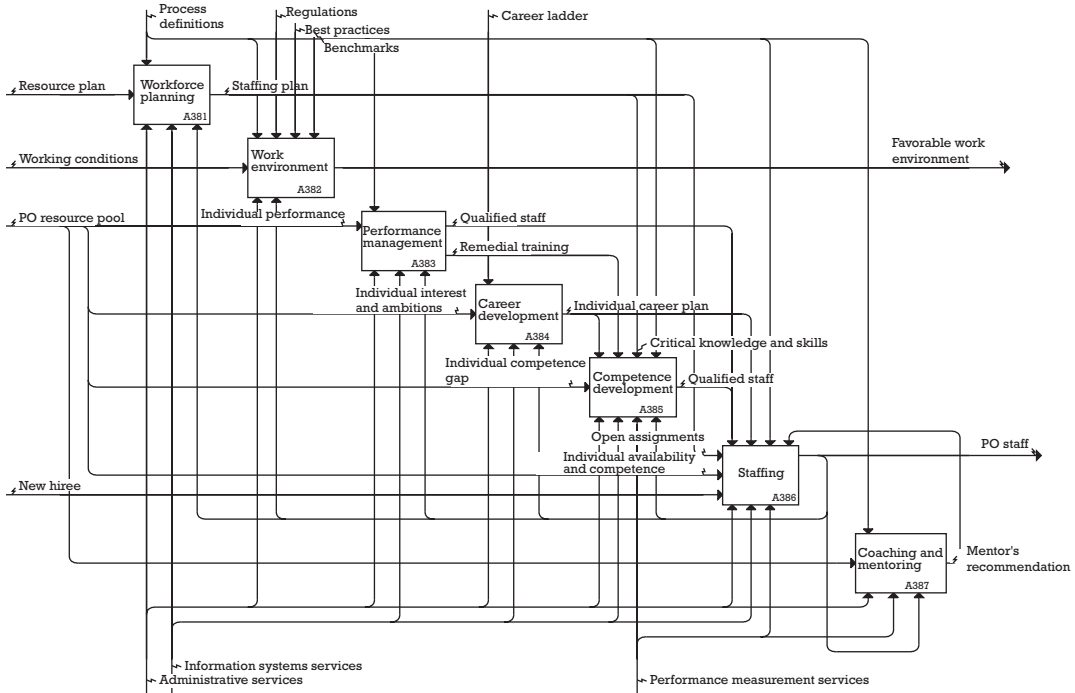 Process
definitions
Regulations
Best practices
Benchmarks
Career ladder
Resource plan
Workforce
planning
A381
Staffing plan
Working conditions
Work
environment
A382
Favorable work
environment
PO resource pool
Individual performance
Performance
management
A383
Qualified staff
Remedial training
Individual interest
and ambitions
Career
development
A384
Individual career plan
Critical knowledge and skills
Individual competence
gap
Competence
development
A385
Qualified staff
Open assignments
Individual availability
and competence
Staffing
A386
PO staff
New hiree
Coaching and
mentoring
A387
Mentor's
recommendation
Information systems services
Administrative services
Performance measurement services